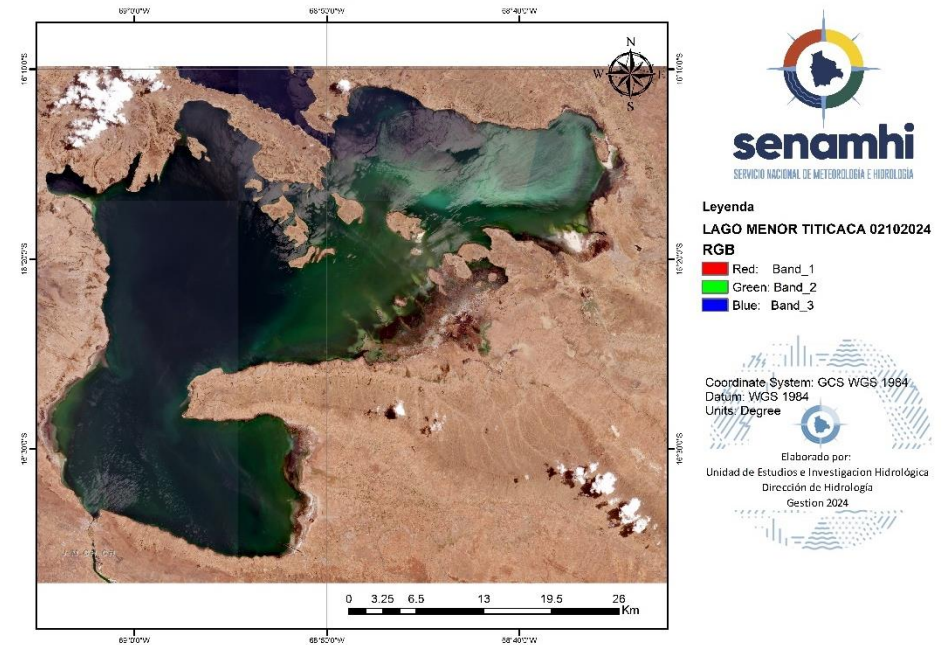 69°0'0"W 68°50'0"W 68°40'0"W
16°10'0"S 16°10'0"S
N
W E
S
16°20'0"S 16°20'0"S
16°30'0"S 16°30'0"S
0 3.25 6.5 13 19.5 26
Km
69°0'0"W 68°50'0"W 68°40'0"W
senamhi
SERVICIO NACIONAL DE METEOROLOGÍA E HIDROLOGÍA
Leyenda
LAGO MENOR TITICACA 02102024
RGB
Red: Band_1
Green: Band_2
Blue: Band_3
Coordinate System: GCS WGS 1984
Datum: WGS 1984
Units: Degree
Elaborado por:
Unidad de Estudios e Investigacion Hidrológica
Dirección de Hidrología
Gestion 2024